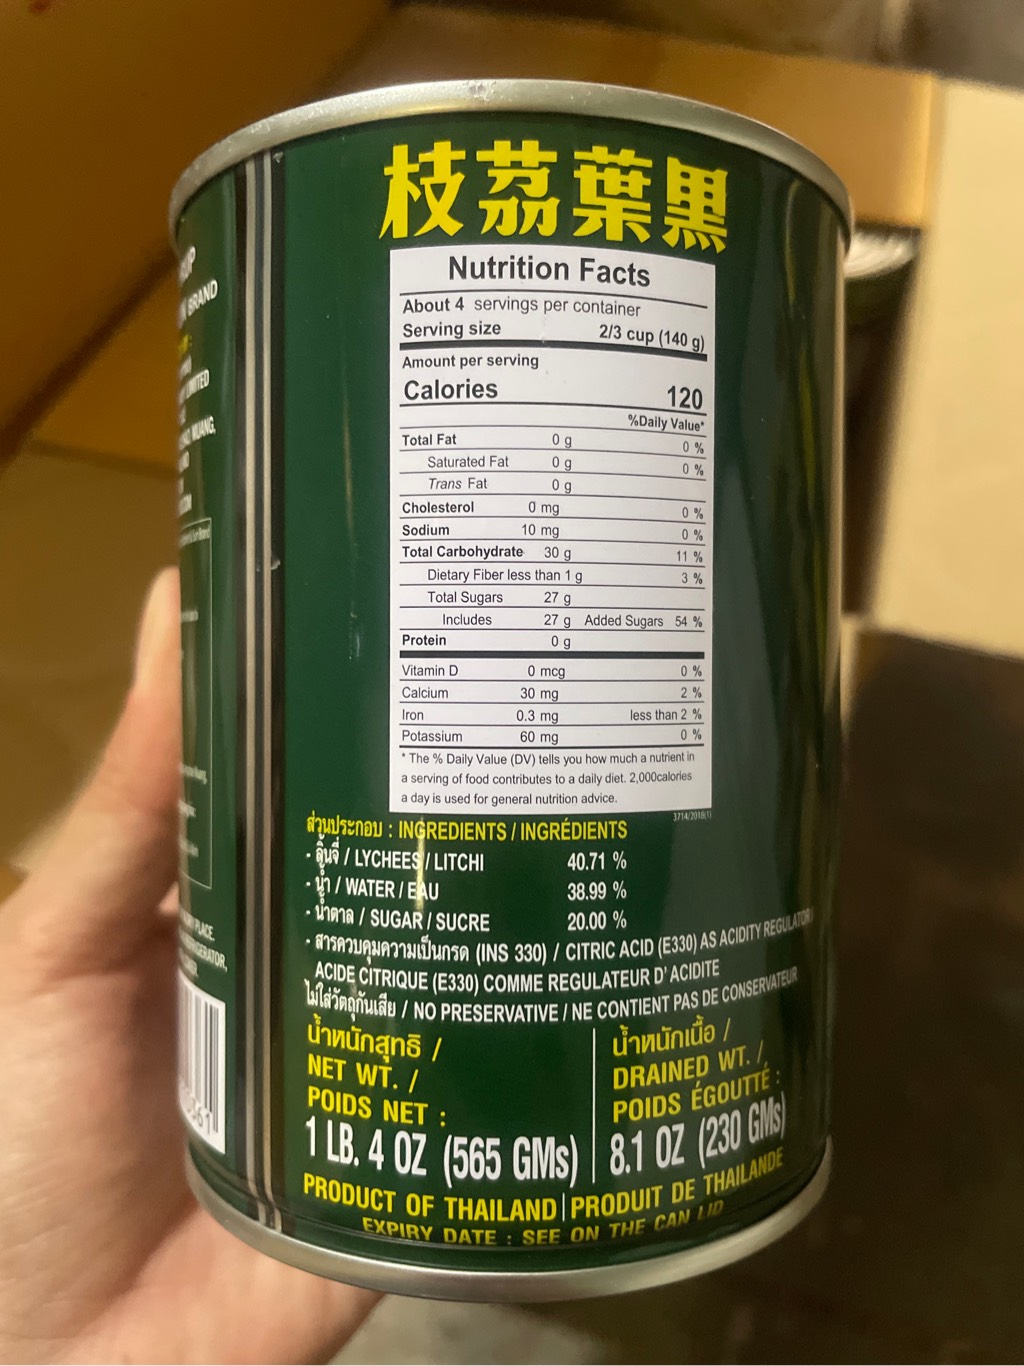 枝茘葉黑
Nutrition Facts
About 4 servings per container
Serving size 2/3 cup (140 g)
Amount per serving
Calories 120
%Daily Value*
Total Fat 0 g 0 %
Saturated Fat 0 g 0 %
Trans Fat 0 g
Cholesterol 0 mg 0 %
Sodium 10 mg 0 %
Total Carbohydrate 30 g 11 %
Dietary Fiber less than 1 g 3 %
Total Sugars 27 g
Includes 27 g Added Sugars 54 %
Protein 0 g
Vitamin D 0 mcg 0 %
Calcium 30 mg 2 %
Iron 0.3 mg less than 2 %
Potassium 60 mg 0 %
* The % Daily Value (DV) tells you how much a nutrient in
a serving of food contributes to a daily diet. 2,000calories
a day is used for general nutrition advice.
3714/2018(1)
ส่วนประกอบ : INGREDIENTS / INGRÉDIENTS
- ลิ้นจี่ / LYCHEES / LITCHI 40.71 %
- น้ำ / WATER / EAU 38.99 %
- น้ำตาล / SUGAR / SUCRE 20.00 %
- สารควบคุมความเป็นกรด (INS 330) / CITRIC ACID (E330) AS ACIDITY REGULATOR /
ACIDE CITRIQUE (E330) COMME REGULATEUR D' ACIDITE
ไม่ใส่วัตถุกันเสีย / NO PRESERVATIVE / NE CONTIENT PAS DE CONSERVATEUR
น้ำหนักสุทธิ /
NET WT. /
POIDS NET :
1 LB. 4 OZ (565 GMs)
น้ำหนักเนื้อ /
DRAINED WT. /
POIDS ÉGOUTTÉ :
8.1 OZ (230 GMs)
PRODUCT OF THAILAND | PRODUIT DE THAILANDE
EXPIRY DATE : SEE ON THE CAN LID
BRAND